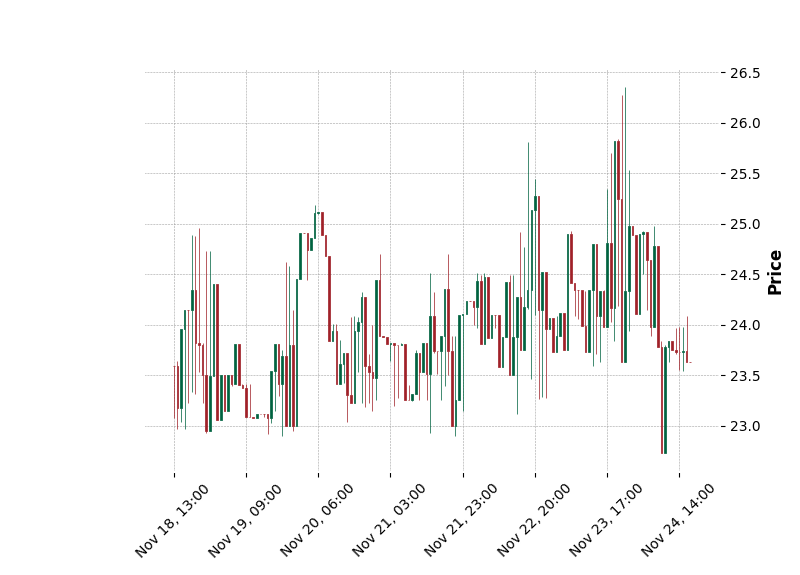 26.5
26.0
25.5
25.0
24.5
24.0
23.5
23.0
Price
Nov 18, 13:00
Nov 19, 09:00
Nov 20, 06:00
Nov 21, 03:00
Nov 21, 23:00
Nov 22, 20:00
Nov 23, 17:00
Nov 24, 14:00